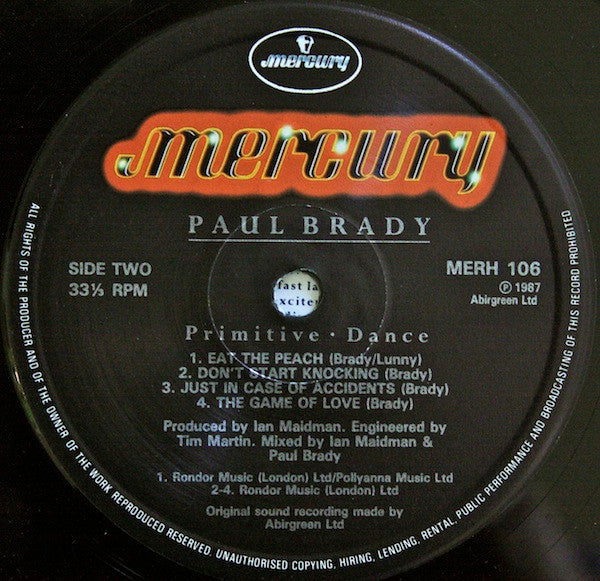 mercury
mercury
PAUL BRADY
SIDE TWO
33⅓ RPM
MERH 106
Ⓟ 1987
Abirgreen Ltd
fast la
xcite
Primitive · Dance
1. EAT THE PEACH (Brady/Lunny)
2. DON'T START KNOCKING (Brady)
3. JUST IN CASE OF ACCIDENTS (Brady)
4. THE GAME OF LOVE (Brady)
Produced by Ian Maidman. Engineered by
Tim Martin. Mixed by Ian Maidman &
Paul Brady
1. Rondor Music (London) Ltd/Pollyanna Music Ltd
2-4. Rondor Music (London) Ltd
Original sound recording made by
Abirgreen Ltd
ALL RIGHTS OF THE PRODUCER AND OF THE OWNER OF THE WORK REPRODUCED RESERVED. UNAUTHORISED COPYING, HIRING, LENDING, RENTAL, PUBLIC PERFORMANCE AND BROADCASTING OF THIS RECORD PROHIBITED